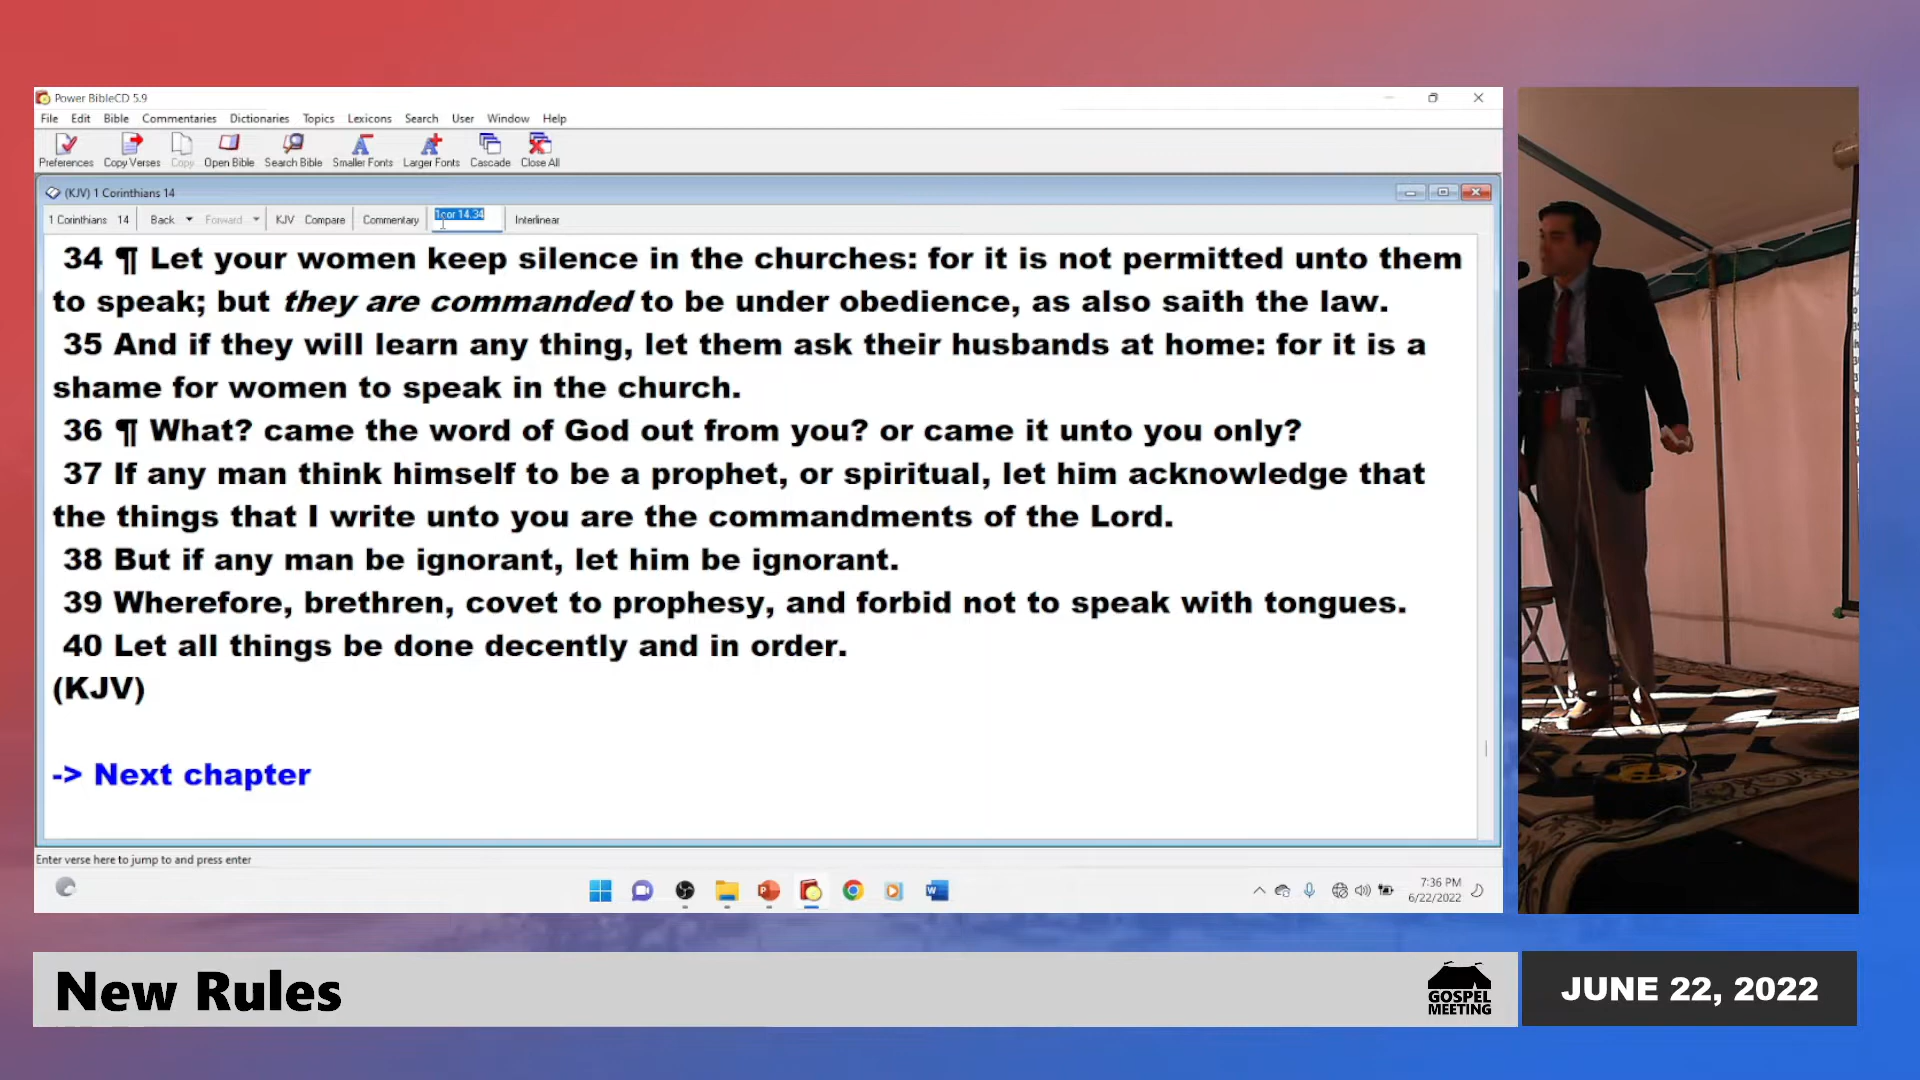 Power BibleCD 5.9
File Edit Bible Commentaries Dictionaries Topics Lexicons Search User Window Help
Preferences Copy Verses Copy Open Bible Search Bible Smaller Fonts Larger Fonts Cascade Close All
(KJV) 1 Corinthians 14
1 Corinthians 14 Back Forward KJV Compare Commentary 1cor 14.34 Interlinear
34 ¶ Let your women keep silence in the churches: for it is not permitted unto them
to speak; but they are commanded to be under obedience, as also saith the law.
35 And if they will learn any thing, let them ask their husbands at home: for it is a
shame for women to speak in the church.
36 ¶ What? came the word of God out from you? or came it unto you only?
37 If any man think himself to be a prophet, or spiritual, let him acknowledge that
the things that I write unto you are the commandments of the Lord.
38 But if any man be ignorant, let him be ignorant.
39 Wherefore, brethren, covet to prophesy, and forbid not to speak with tongues.
40 Let all things be done decently and in order.
(KJV)
-> Next chapter
Enter verse here to jump to and press enter
7:36 PM
6/22/2022
New Rules
GOSPEL
MEETING
JUNE 22, 2022